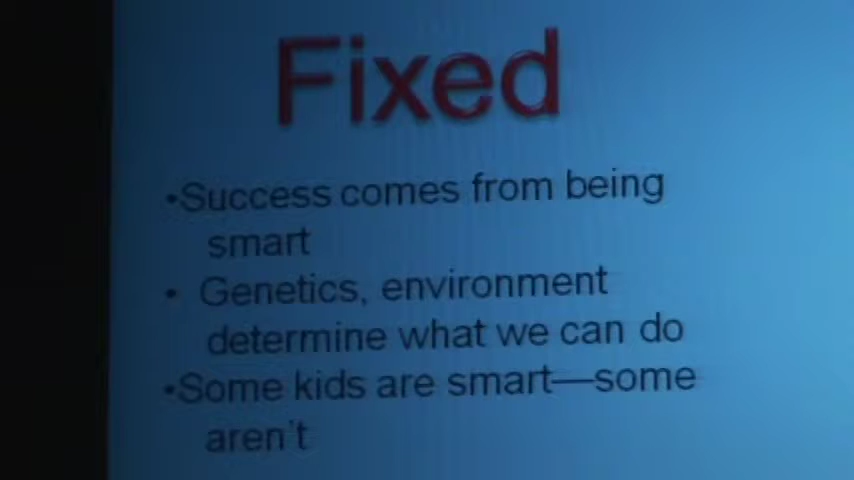 Fixed
•Success comes from being
smart
• Genetics, environment
determine what we can do
•Some kids are smart—some
aren't